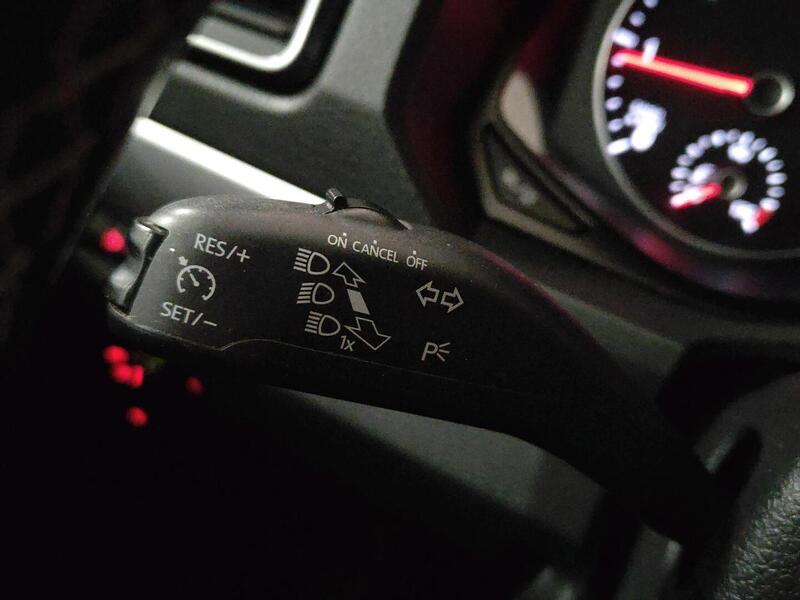 ON CANCEL OFF
RES/+
SET/-
1x
P